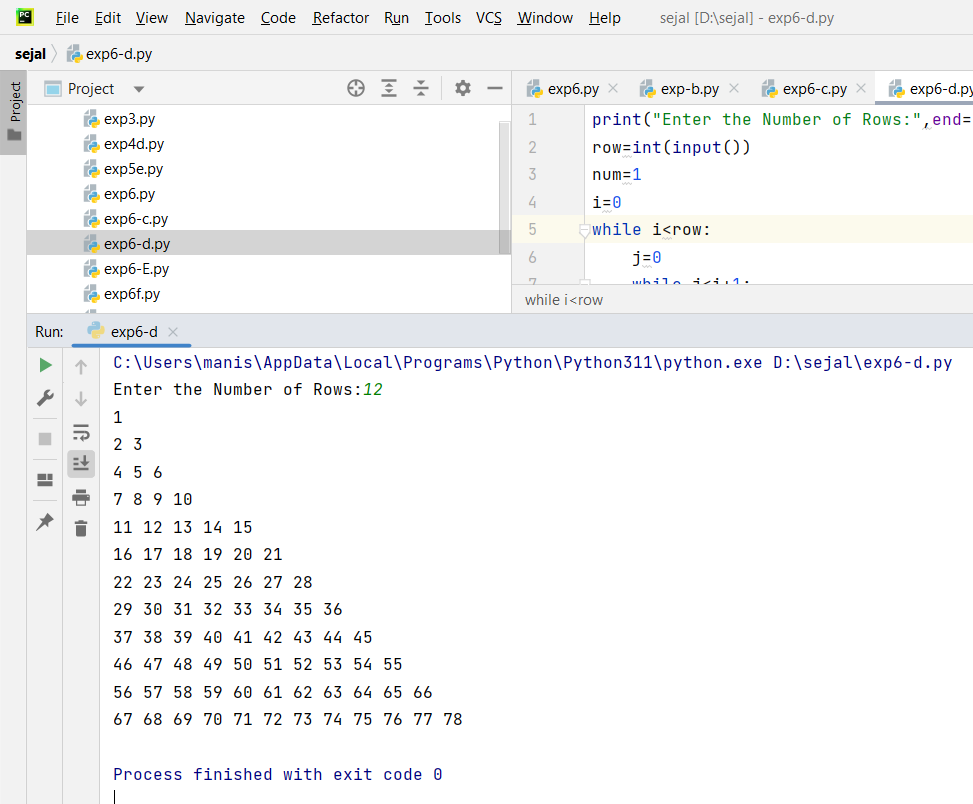 PC
File Edit View Navigate Code Refactor Run Tools VCS Window Help sejal [D:\sejal] - exp6-d.py
sejal exp6-d.py
Project
Project
exp6.py exp-b.py exp6-c.py exp6-d.py
exp3.py
exp4d.py
exp5e.py
exp6.py
exp6-c.py
exp6-d.py
exp6-E.py
exp6f.py
1 print("Enter the Number of Rows:",end=
2 row=int(input())
3 num=1
4 i=0
5 while i<row:
6 j=0
7 while j<i+1:
while i<row
Run: exp6-d
C:\Users\manis\AppData\Local\Programs\Python\Python311\python.exe D:\sejal\exp6-d.py
Enter the Number of Rows:12
1
2 3
4 5 6
7 8 9 10
11 12 13 14 15
16 17 18 19 20 21
22 23 24 25 26 27 28
29 30 31 32 33 34 35 36
37 38 39 40 41 42 43 44 45
46 47 48 49 50 51 52 53 54 55
56 57 58 59 60 61 62 63 64 65 66
67 68 69 70 71 72 73 74 75 76 77 78
Process finished with exit code 0